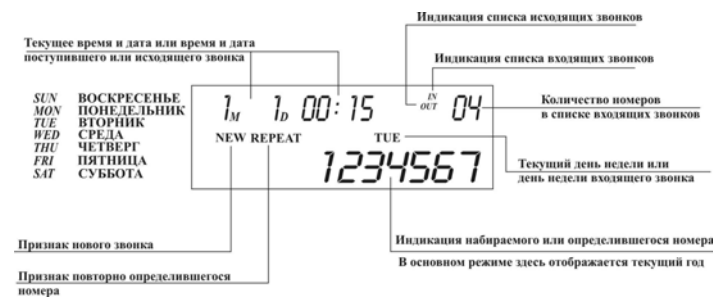 Индикация списка исходящих звонков
Текущее время и дата или время и дата
поступившего или исходящего звонка
Индикация списка входящих звонков
SUN ВОСКРЕСЕНЬЕ
MON ПОНЕДЕЛЬНИК
TUE ВТОРНИК
WED СРЕДА
THU ЧЕТВЕРГ
FRI ПЯТНИЦА
SAT СУББОТА
1M 1D 00:15 IN 04
OUT
NEW REPEAT TUE
1234567
Количество номеров
в списке входящих звонков
Текущий день недели или
день недели входящего звонка
Признак нового звонка
Индикация набираемого или определившегося номера
В основном режиме здесь отображается текущий год
Признак повторно определившегося
номера